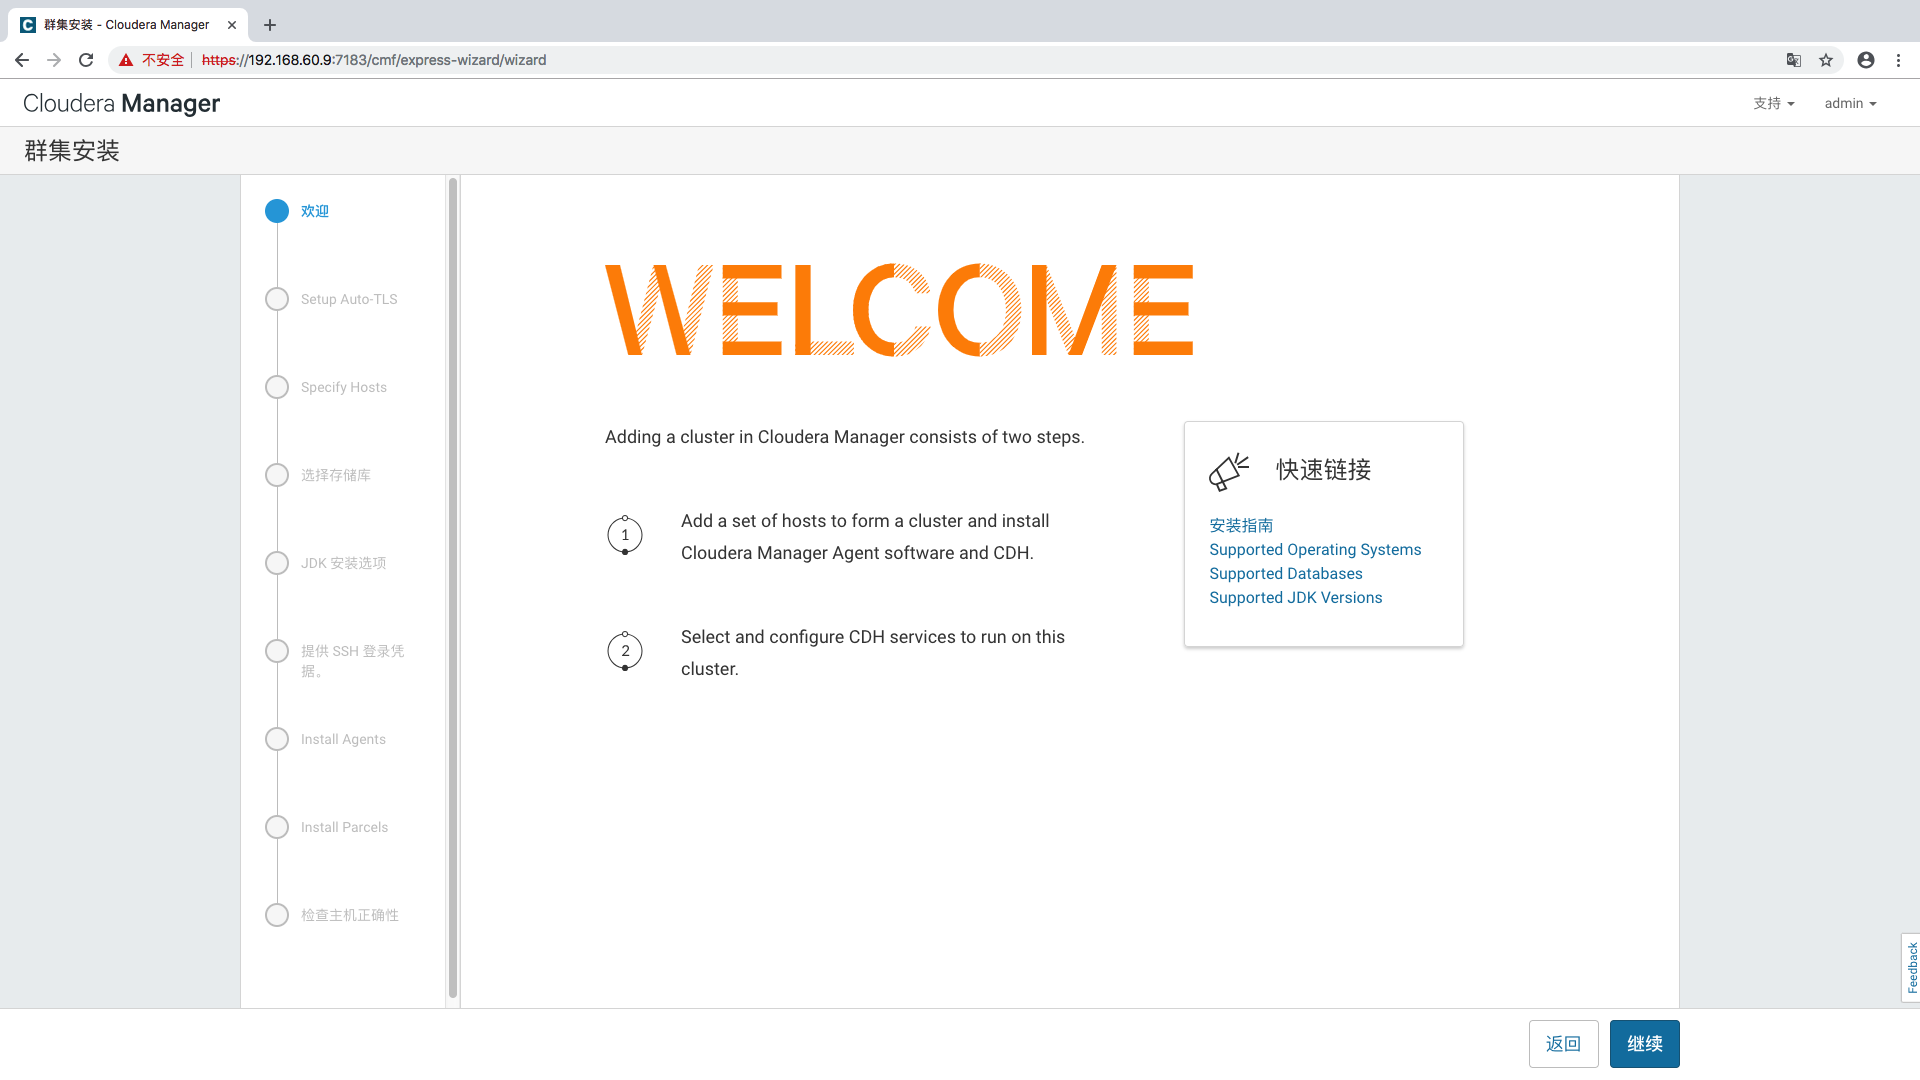 群集安装 - Cloudera Manager
不安全 https://192.168.60.9:7183/cmf/express-wizard/wizard
Cloudera Manager
支持
admin
群集安装
欢迎
Setup Auto-TLS
Specify Hosts
选择存储库
JDK 安装选项
提供 SSH 登录凭
据。
Install Agents
Install Parcels
检查主机正确性
WELCOME
Adding a cluster in Cloudera Manager consists of two steps.
1
Add a set of hosts to form a cluster and install
Cloudera Manager Agent software and CDH.
2
Select and configure CDH services to run on this
cluster.
快速链接
安装指南
Supported Operating Systems
Supported Databases
Supported JDK Versions
Feedback
返回
继续